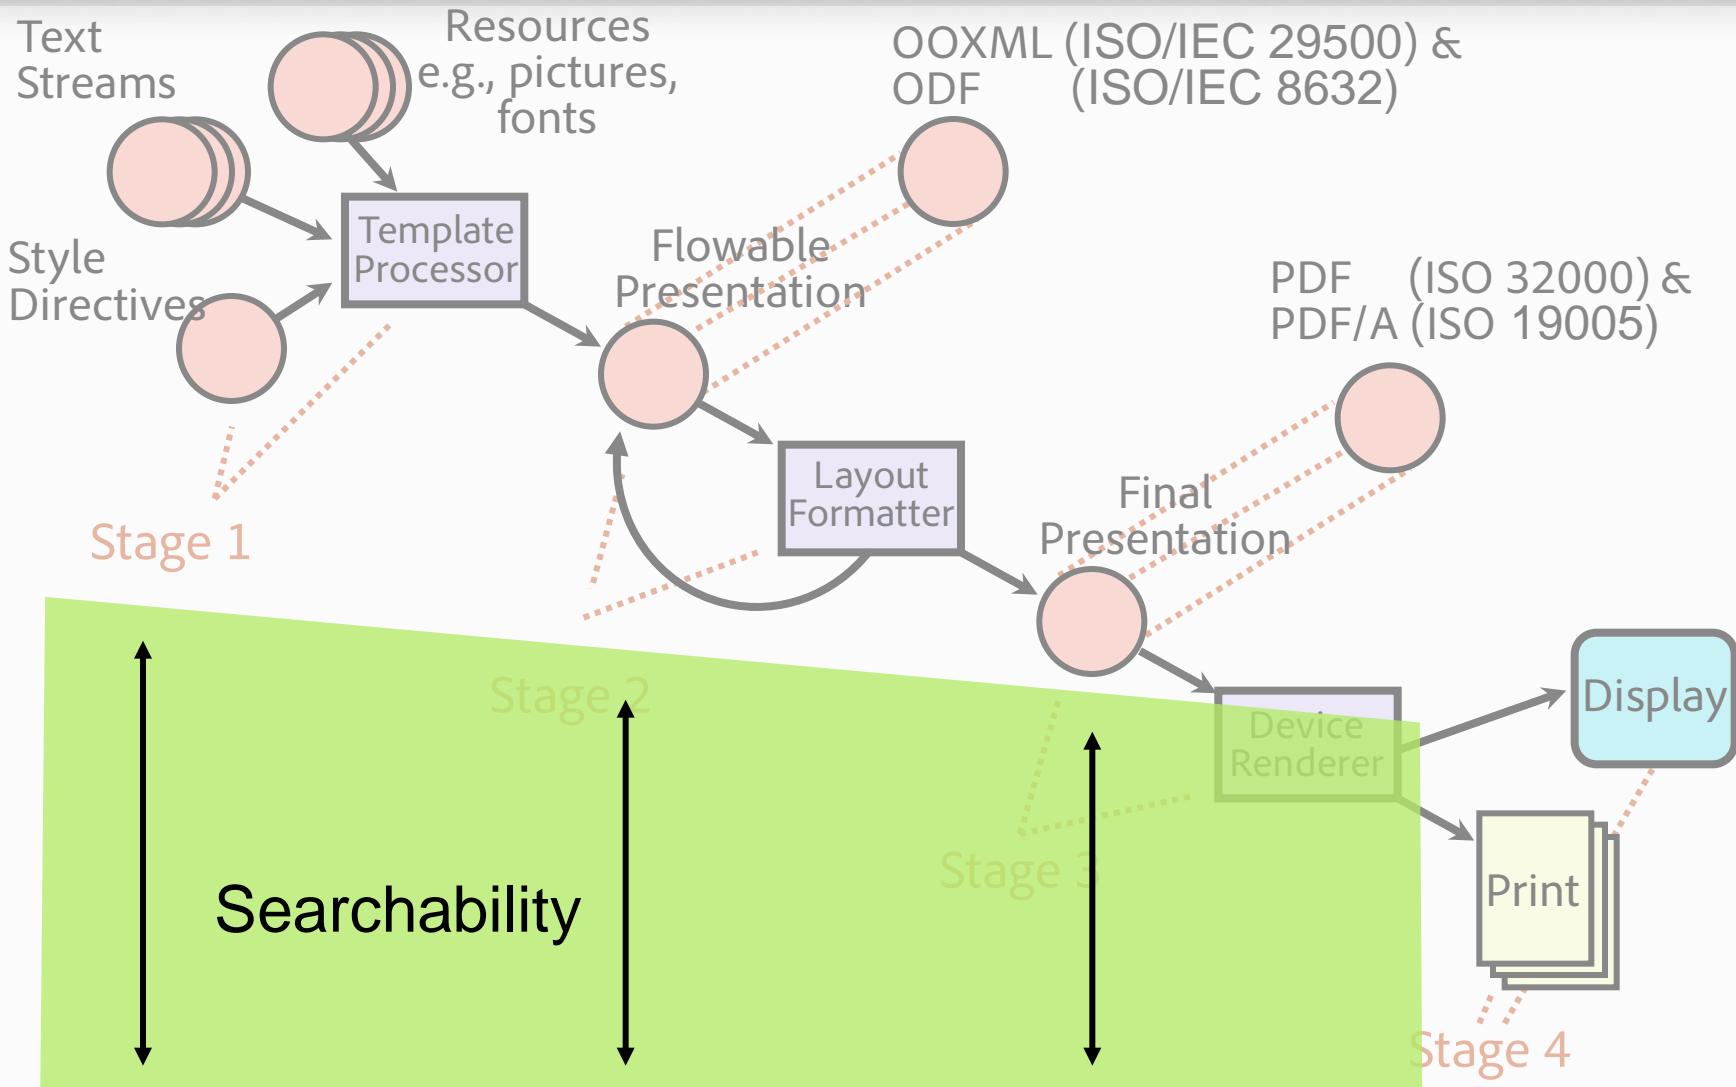 Text
Streams
Resources
e.g., pictures,
fonts
OOXML (ISO/IEC 29500) &
ODF (ISO/IEC 8632)
Style
Directives
Template
Processor
Flowable
Presentation
PDF (ISO 32000) &
PDF/A (ISO 19005)
Layout
Formatter
Final
Presentation
Stage 1
Stage 2
Device
Renderer
Display
Stage 3
Searchability
Print
Stage 4